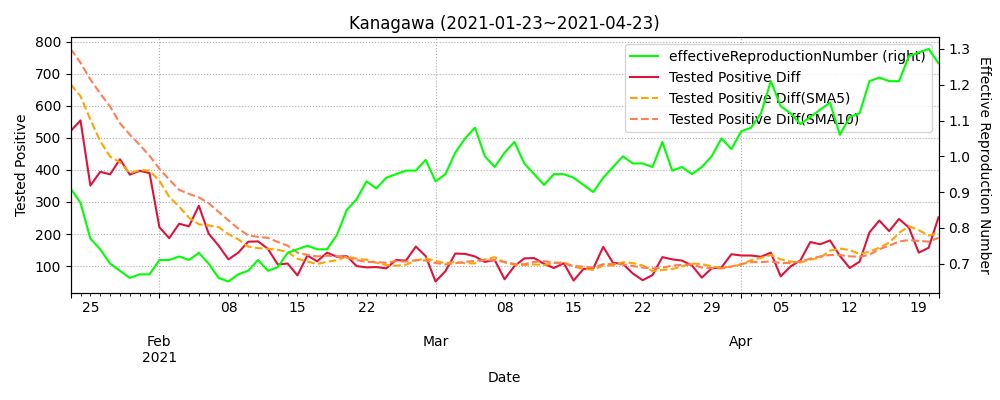 Kanagawa (2021-01-23~2021-04-23)
effectiveReproductionNumber (right)
Tested Positive Diff
Tested Positive Diff(SMA5)
Tested Positive Diff(SMA10)
Tested Positive
800
700
600
500
400
300
200
100
1.3
1.2
1.1
1.0
0.9
0.8
0.7
Effective Reproduction Number
25 08 15 22 08 15 22 29 05 12 19
Feb Mar Apr
2021
Date